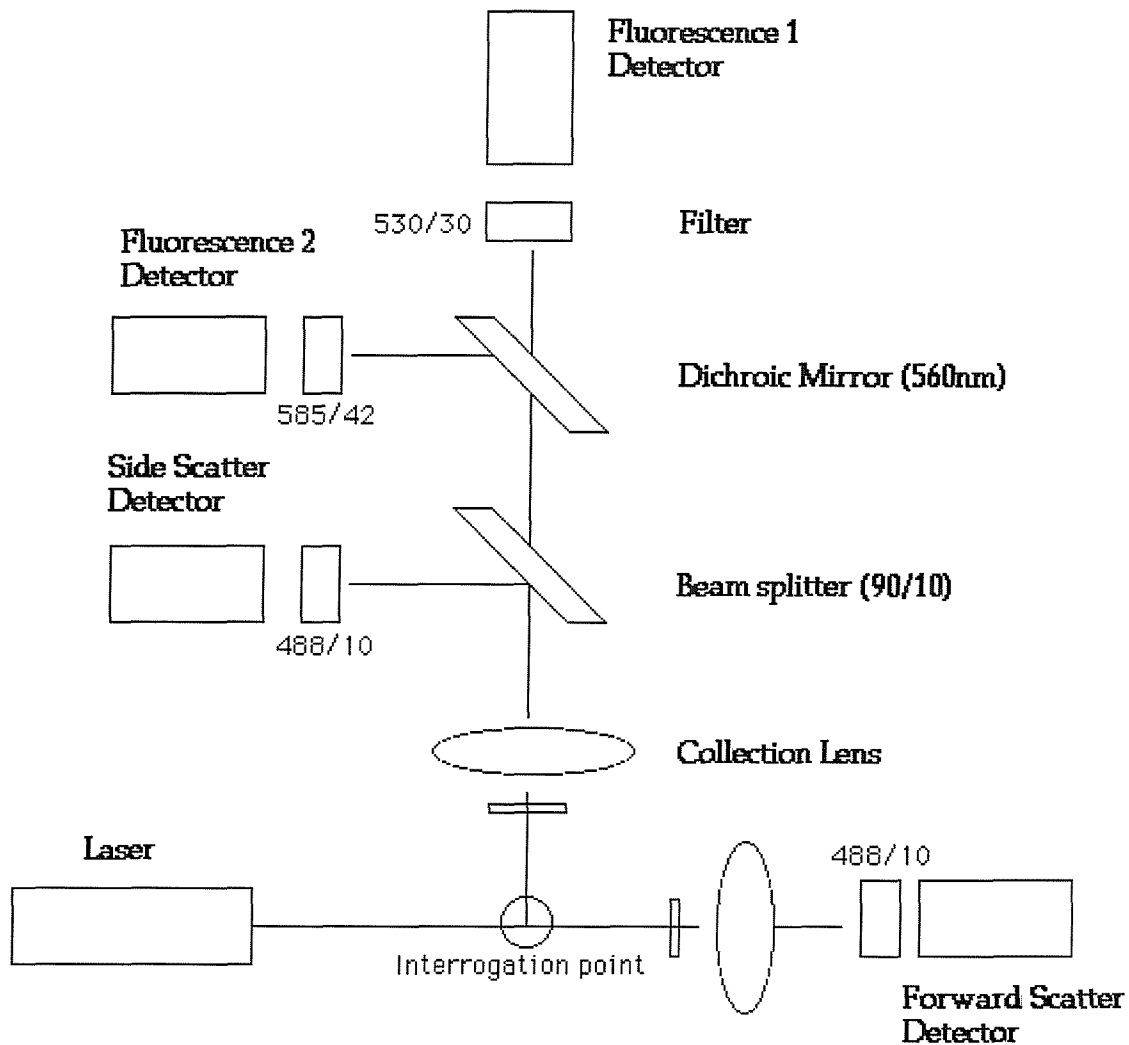 Fluorescence 1
Detector
530/30
Filter
Fluorescence 2
Detector
585/42
Dichroic Mirror (560nm)
Side Scatter
Detector
488/10
Beam splitter (90/10)
Collection Lens
Laser
488/10
Interrogation point
Forward Scatter
Detector